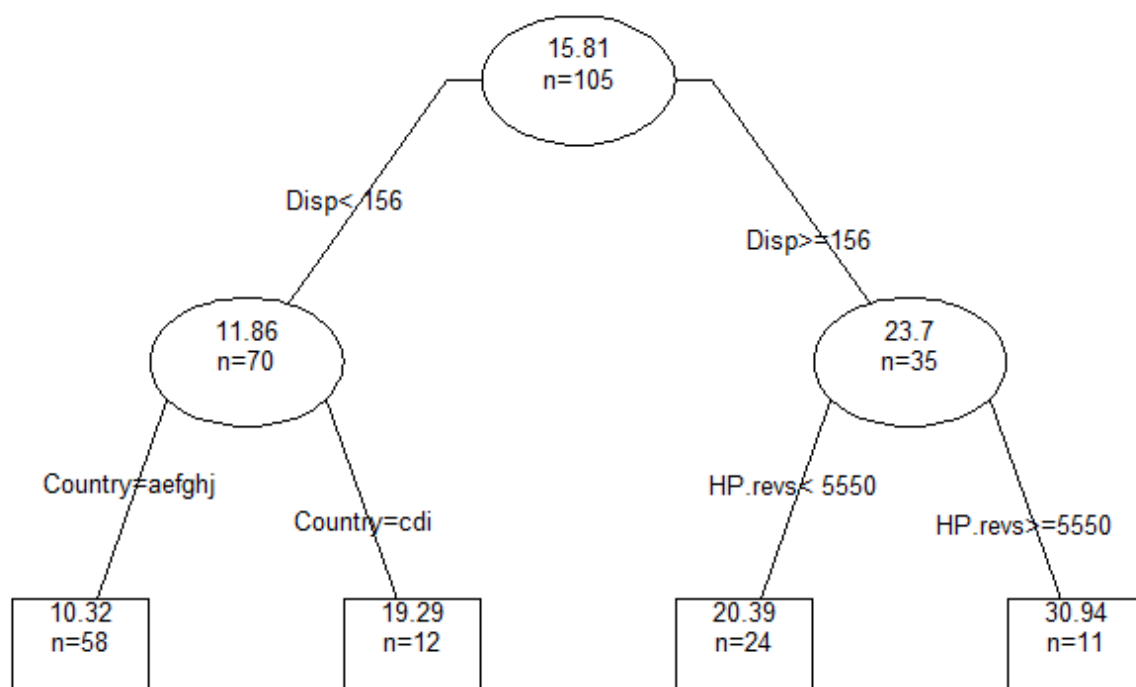 15.81
n=105
Disp< 156
Disp>=156
11.86
n=70
23.7
n=35
Country=aefghj
Country=cdi
HP.revs< 5550
HP.revs>=5550
10.32
n=58
19.29
n=12
20.39
n=24
30.94
n=11